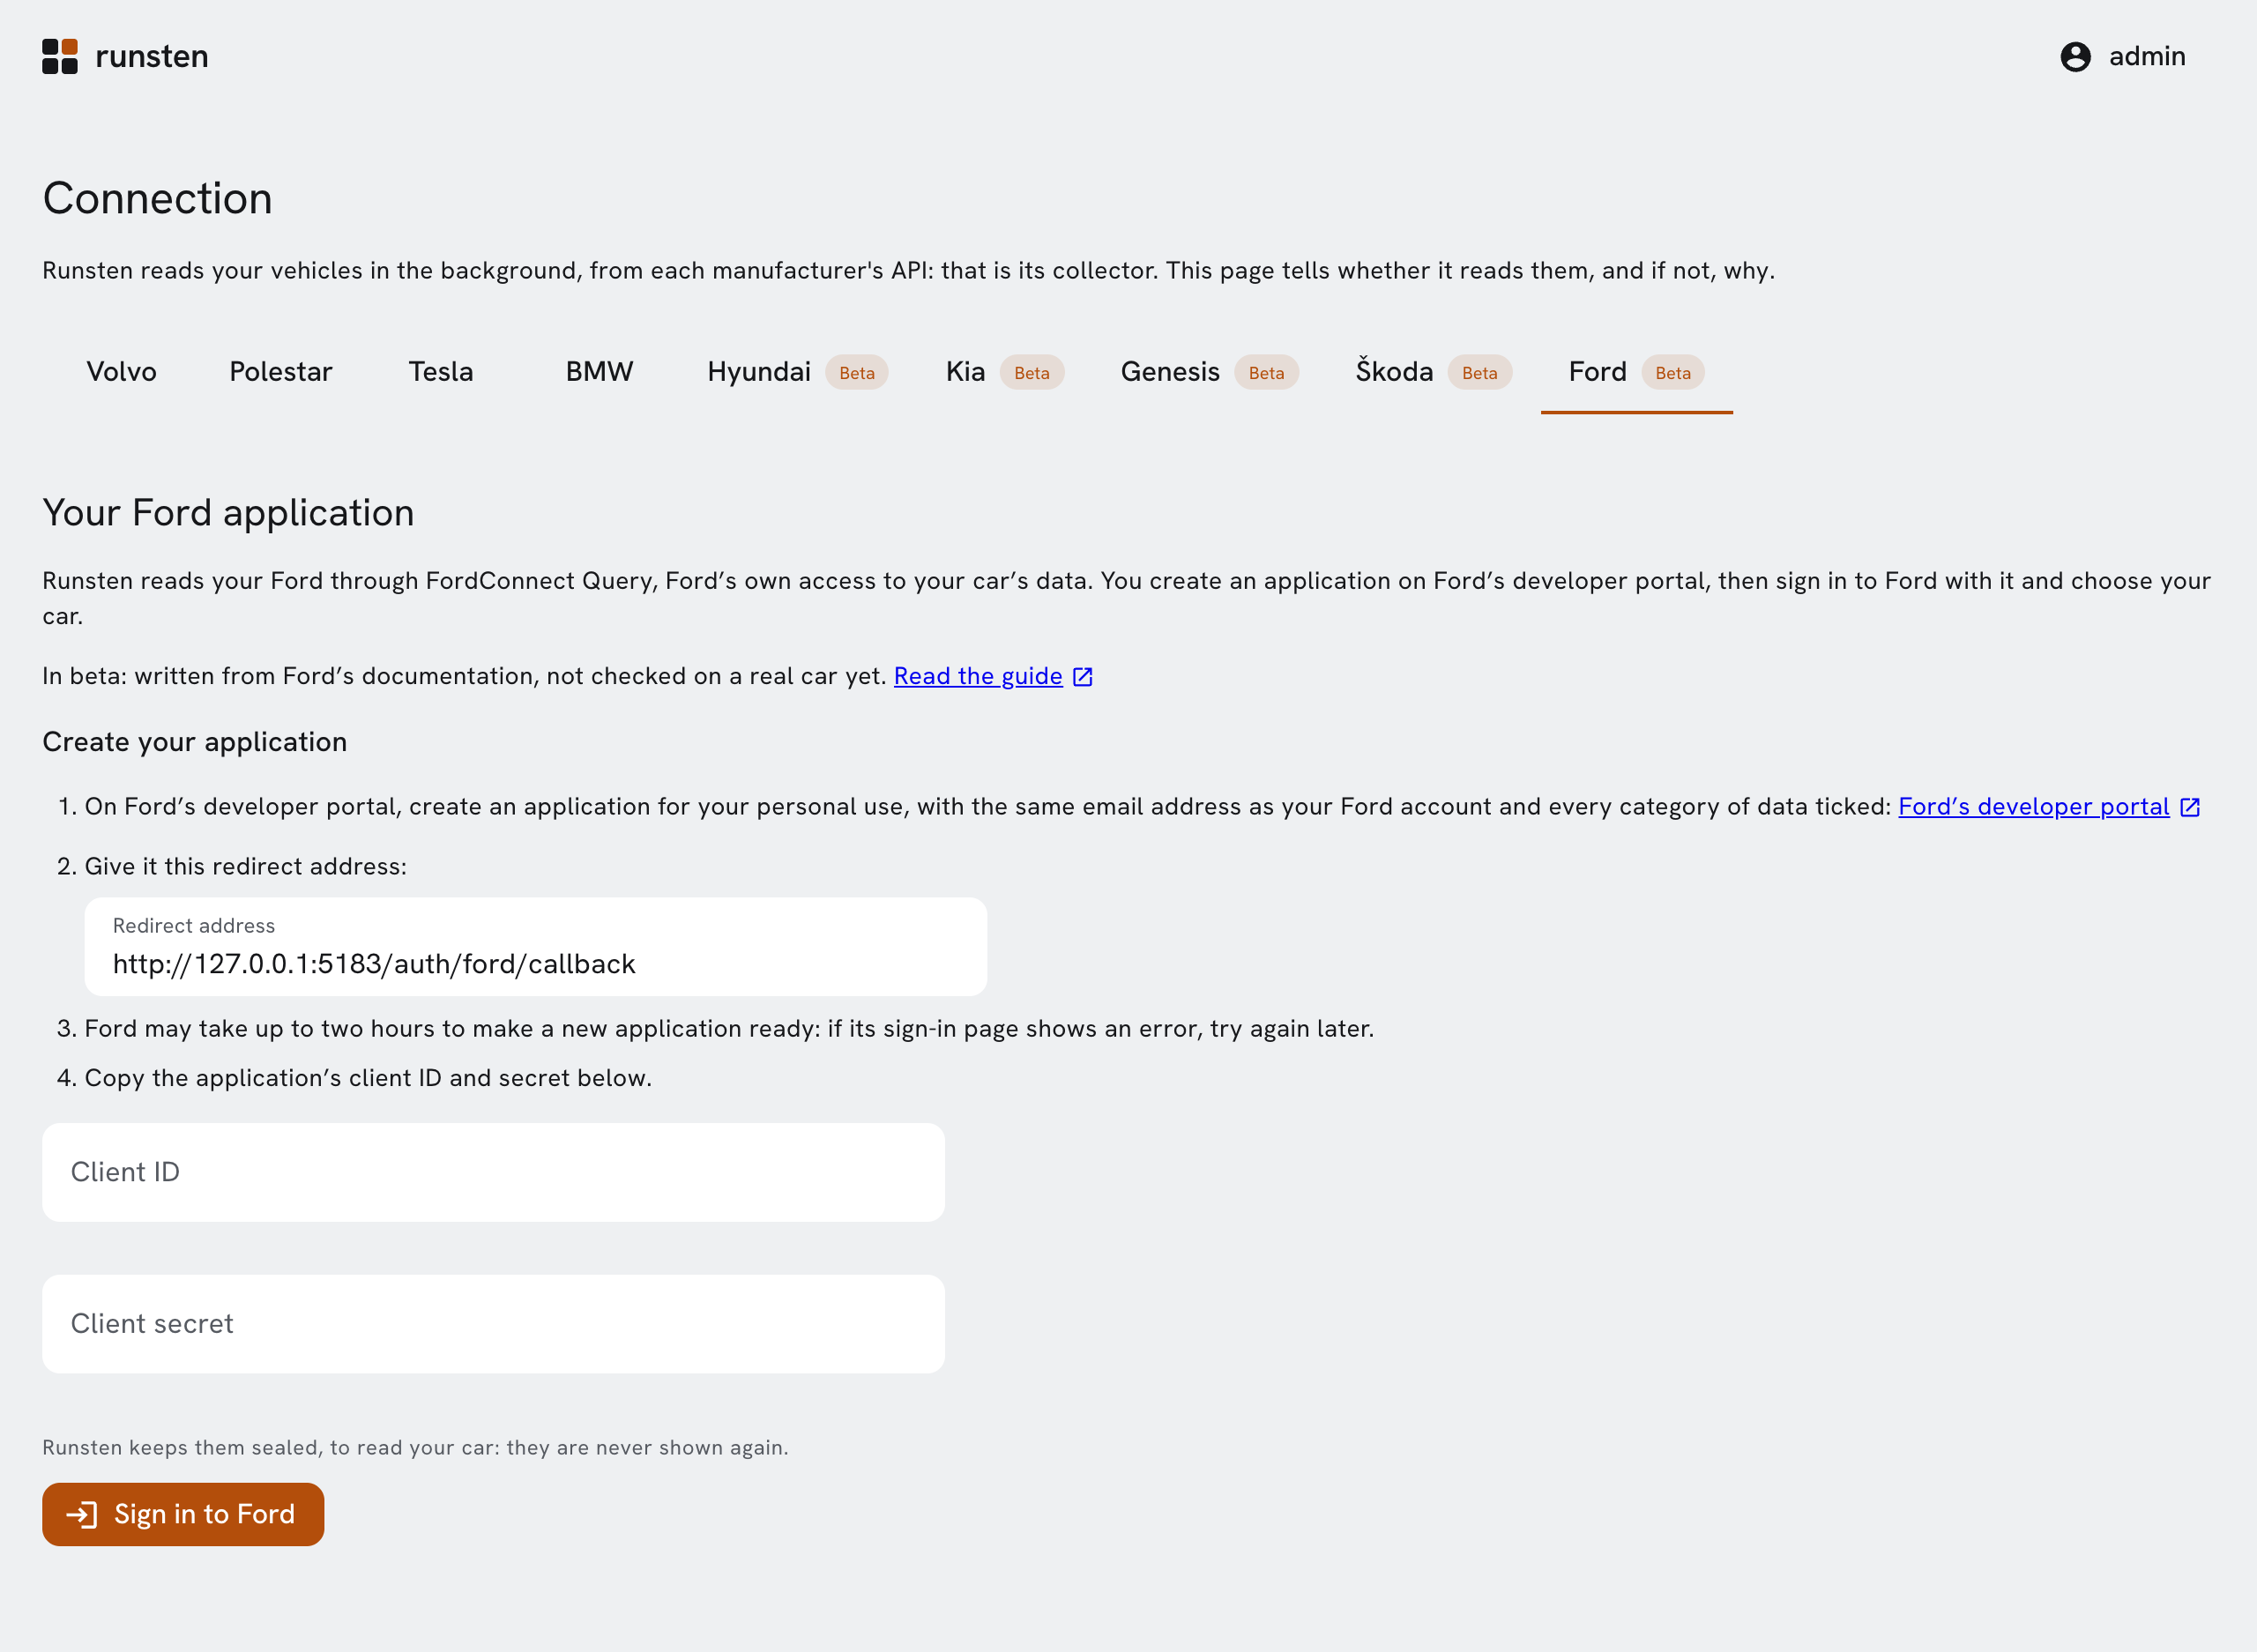 runsten
admin
Connection
Runsten reads your vehicles in the background, from each manufacturer's API: that is its collector. This page tells whether it reads them, and if not, why.
Volvo Polestar Tesla BMW Hyundai Beta Kia Beta Genesis Beta Škoda Beta Ford Beta
Your Ford application
Runsten reads your Ford through FordConnect Query, Ford’s own access to your car’s data. You create an application on Ford’s developer portal, then sign in to Ford with it and choose your
car.
In beta: written from Ford’s documentation, not checked on a real car yet. Read the guide
Create your application
1. On Ford’s developer portal, create an application for your personal use, with the same email address as your Ford account and every category of data ticked: Ford’s developer portal
2. Give it this redirect address:
Redirect address
http://127.0.0.1:5183/auth/ford/callback
3. Ford may take up to two hours to make a new application ready: if its sign-in page shows an error, try again later.
4. Copy the application’s client ID and secret below.
Client ID
Client secret
Runsten keeps them sealed, to read your car: they are never shown again.
Sign in to Ford